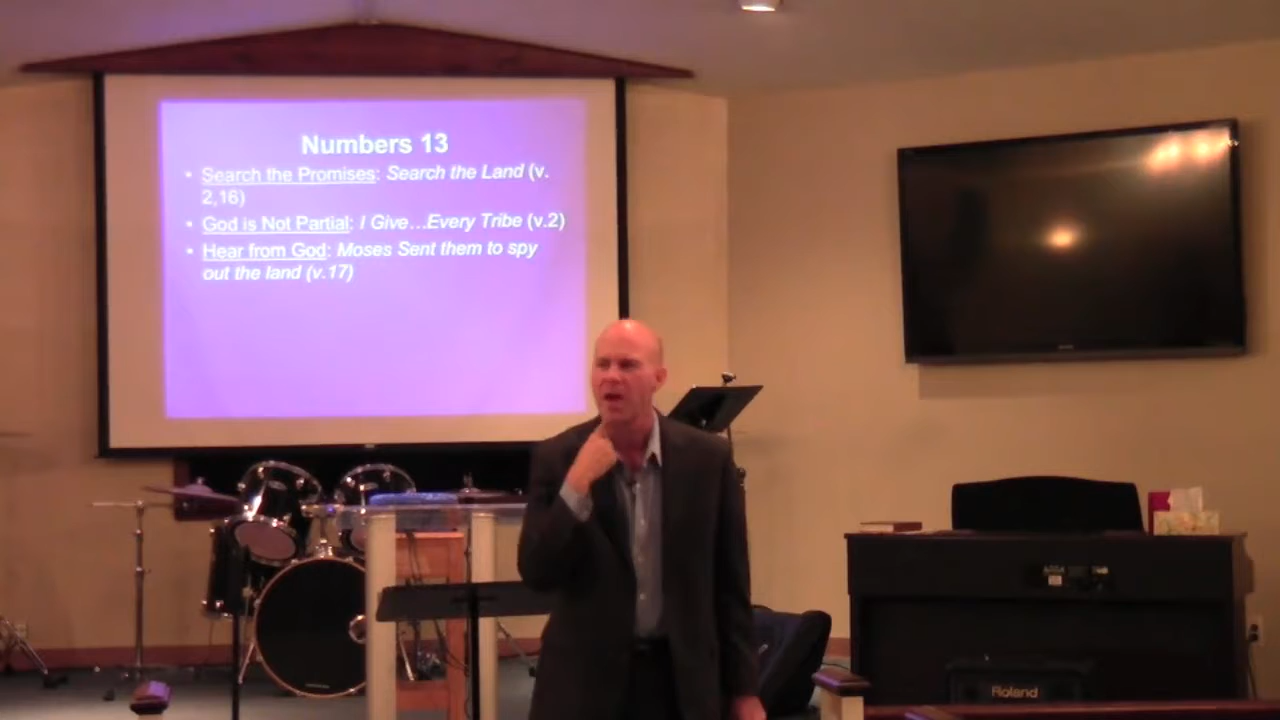 Numbers 13
• Search the Promises: Search the Land (v.
2,16)
• God is Not Partial: I Give...Every Tribe (v.2)
• Hear from God: Moses Sent them to spy
out the land (v.17)
Roland